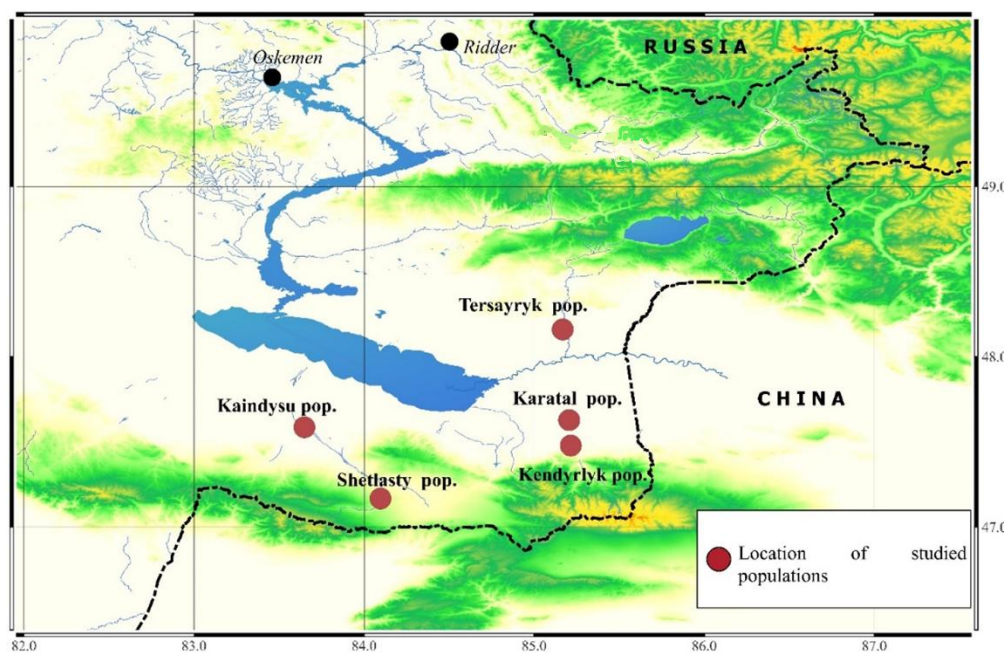 Oskemen
Ridder
RUSSIA
49.0
Tersayryk pop.
48.0
Kaindysu pop.
Karatal pop.
CHINA
Shetlasty pop.
Kendyrlyk pop.
47.0
Location of studied
populations
82.0 83.0 84.0 85.0 86.0 87.0